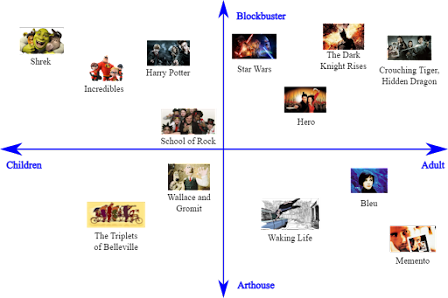 Blockbuster
Shrek
Incredibles
Harry Potter
Star Wars
The Dark
Knight Rises
Crouching Tiger,
Hidden Dragon
Hero
School of Rock
Children
Adult
Wallace and
Gromit
Bleu
The Triplets
of Belleville
Waking Life
Memento
Arthouse